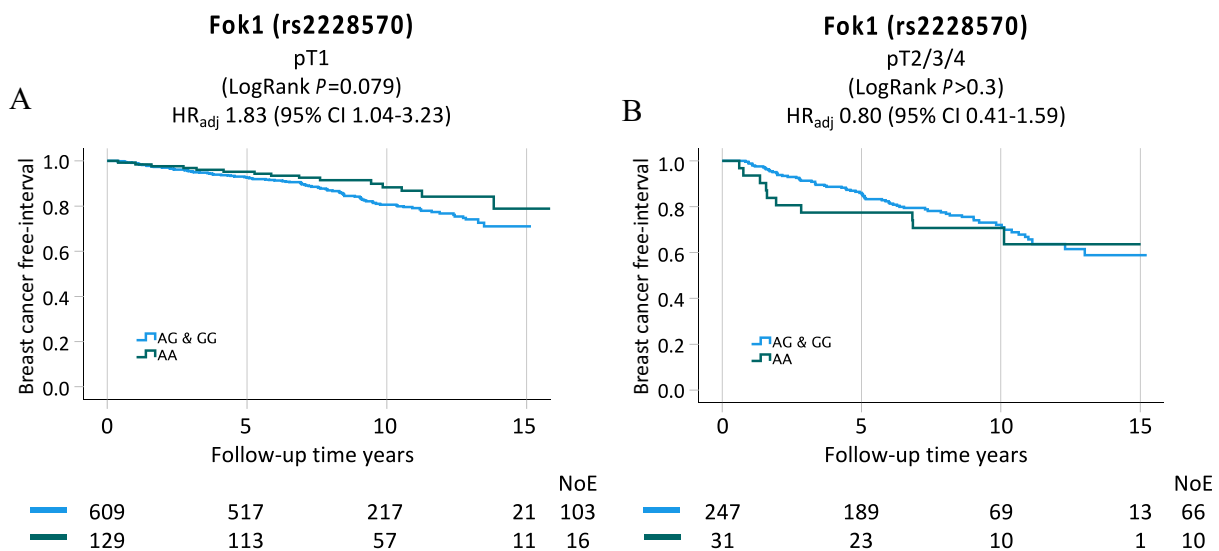 Fok1 (rs2228570)
pT1
(LogRank P=0.079)
HRadj 1.83 (95% CI 1.04-3.23)
A
Breast cancer free-interval
1.0
0.8
0.6
0.4
0.2
0.0
AG & GG
AA
0 5 10 15
Follow-up time years
NoE
609 517 217 21 103
129 113 57 11 16
Fok1 (rs2228570)
pT2/3/4
(LogRank P>0.3)
HRadj 0.80 (95% CI 0.41-1.59)
B
Breast cancer free-interval
1.0
0.8
0.6
0.4
0.2
0.0
AG & GG
AA
0 5 10 15
Follow-up time years
NoE
247 189 69 13 66
31 23 10 1 10